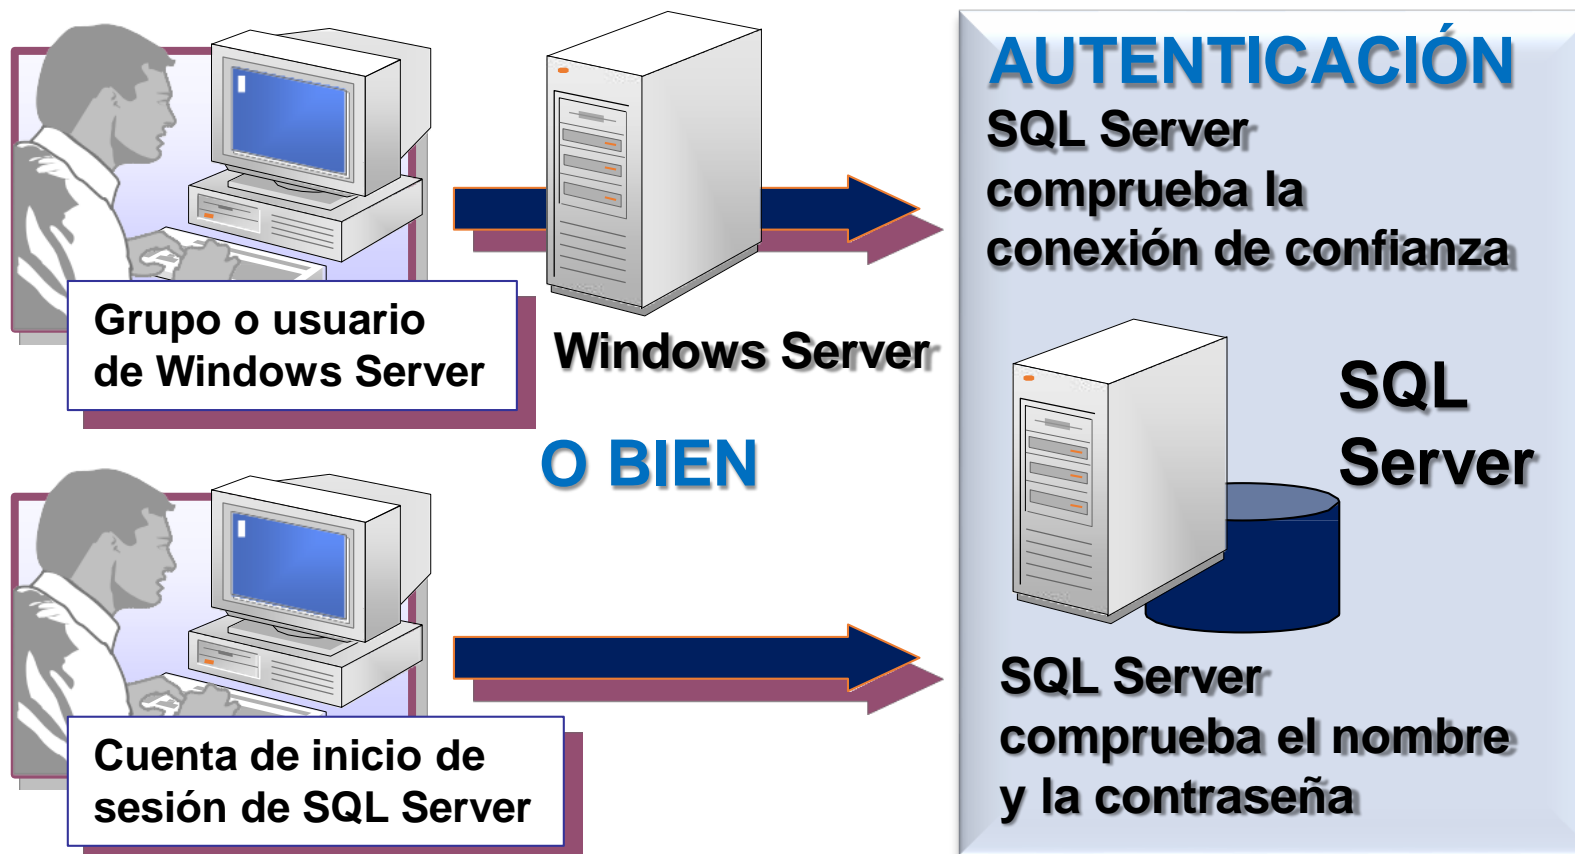 Grupo o usuario
de Windows Server
Windows Server
O BIEN
Cuenta de inicio de
sesión de SQL Server
AUTENTICACIÓN
SQL Server
comprueba la
conexión de confianza
SQL
Server
SQL Server
comprueba el nombre
y la contraseña